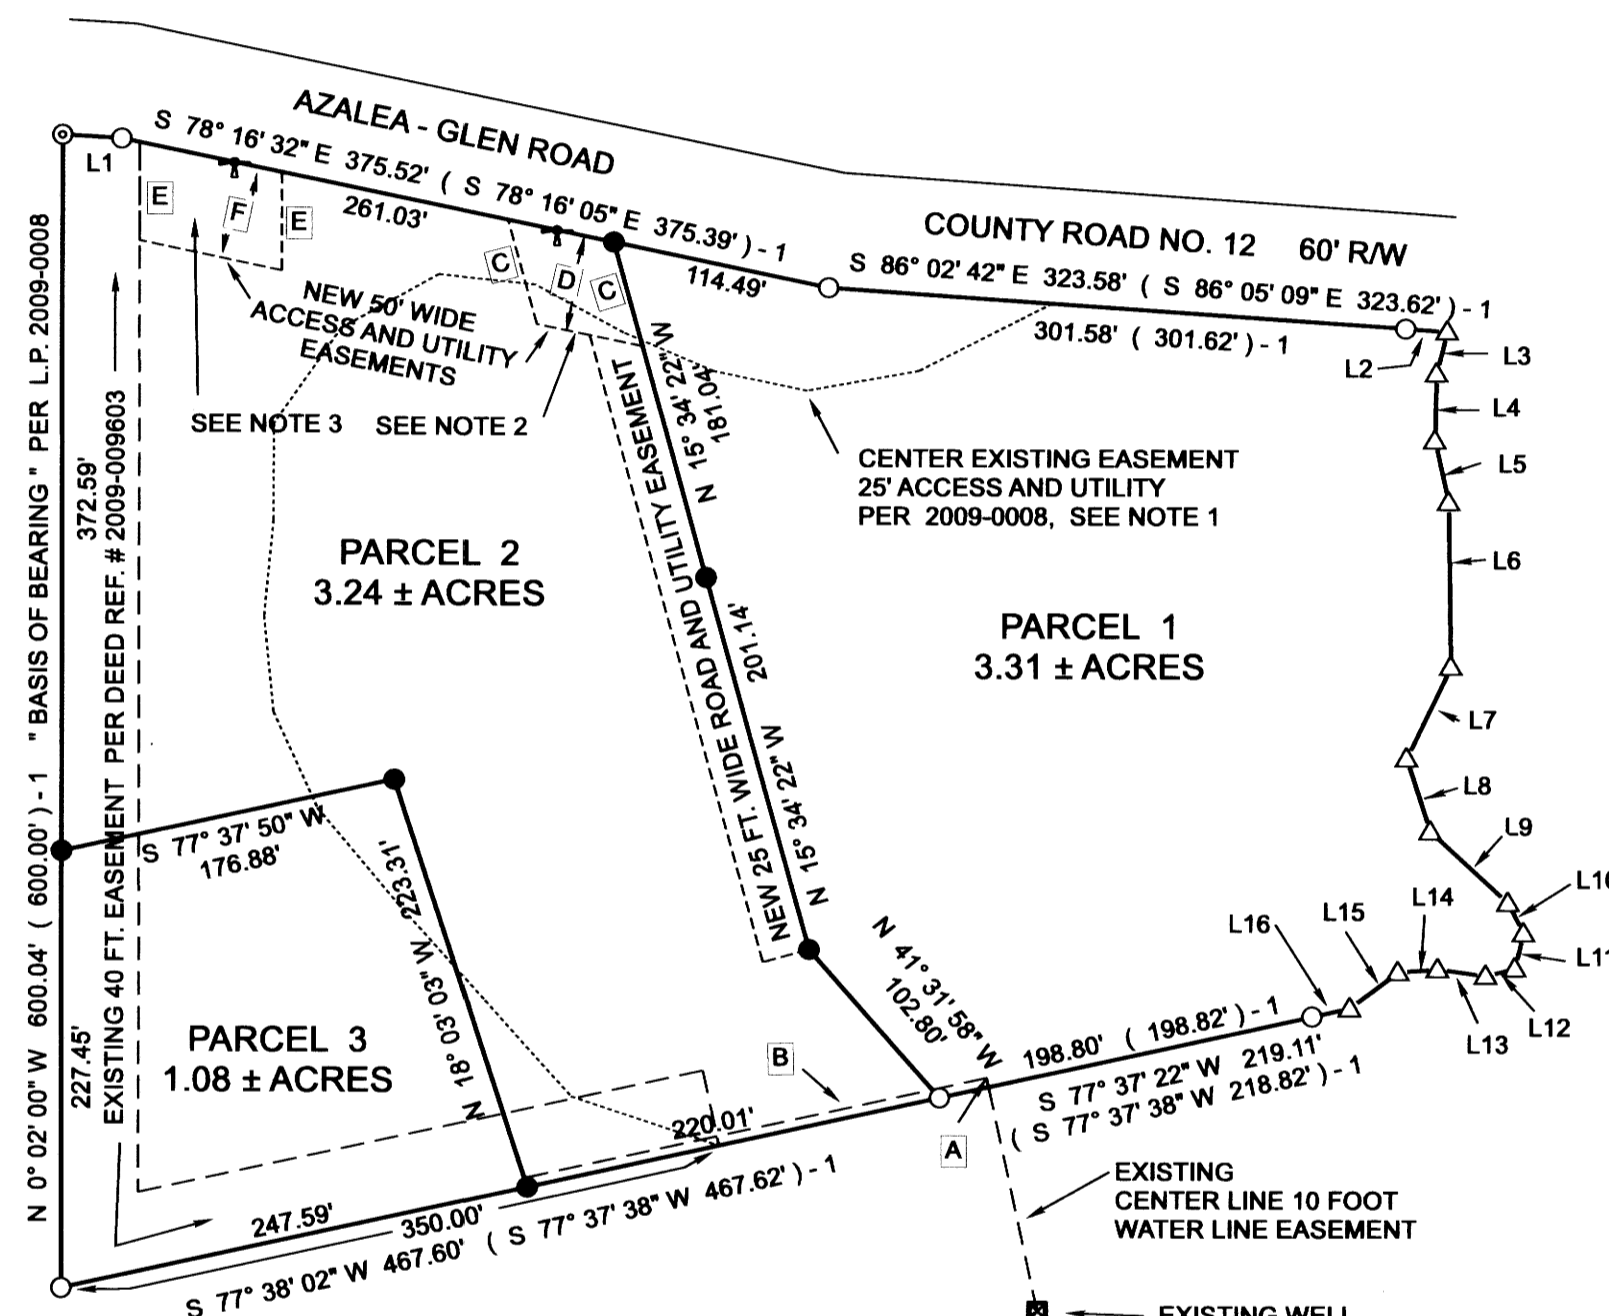 AZALEA - GLEN ROAD
S 78° 16' 32" E 375.52' ( S 78° 16' 05" E 375.39' ) - 1
261.03'
114.49'
COUNTY ROAD NO. 12 60' R/W
S 86° 02' 42" E 323.58' ( S 86° 05' 09" E 323.62' ) - 1
301.58' ( 301.62' ) - 1
L1
E
F
E
C
D
C
L2
L3
L4
L5
L6
L7
L8
L9
L10
L11
L12
L13
L14
L15
L16
NEW 50' WIDE
ACCESS AND UTILITY
EASEMENTS
SEE NOTE 3
SEE NOTE 2
CENTER EXISTING EASEMENT
25' ACCESS AND UTILITY
PER 2009-0008, SEE NOTE 1
N 0° 02' 00" W 600.04' ( 600.00' ) - 1 "BASIS OF BEARING " PER L.P. 2009-0008
372.59'
227.45'
EXISTING 40 FT. EASEMENT PER DEED REF. # 2009-009603
PARCEL 2
3.24 ± ACRES
NEW 25 FT. WIDE ROAD AND UTILITY EASEMENT
N 15° 34' 22" W
181.04'
N 15° 34' 22" W 201.14'
PARCEL 1
3.31 ± ACRES
S 77° 37' 50" W
176.88'
N 18° 03' 03" W 223.31'
PARCEL 3
1.08 ± ACRES
N 41° 31' 58" W
102.80'
B
A
220.01'
198.80' ( 198.82' ) - 1
S 77° 37' 22" W 219.11'
( S 77° 37' 38" W 218.82' ) - 1
247.59'
350.00'
S 77° 38' 02" W 467.60' ( S 77° 37' 38" W 467.62' ) - 1
EXISTING
CENTER LINE 10 FOOT
WATER LINE EASEMENT
EXISTING WELL